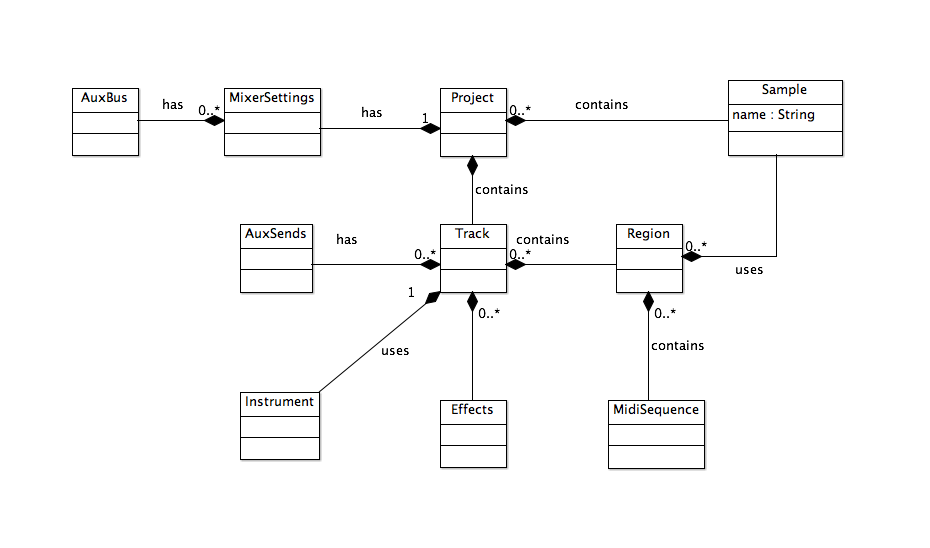 Sample
AuxBus
has
0..*
MixerSettings
has
1
Project
0..*
contains
name : String
contains
AuxSends
has
0..*
Track
contains
0..*
Region
0..*
uses
1
0..*
0..*
uses
contains
Instrument
Effects
MidiSequence